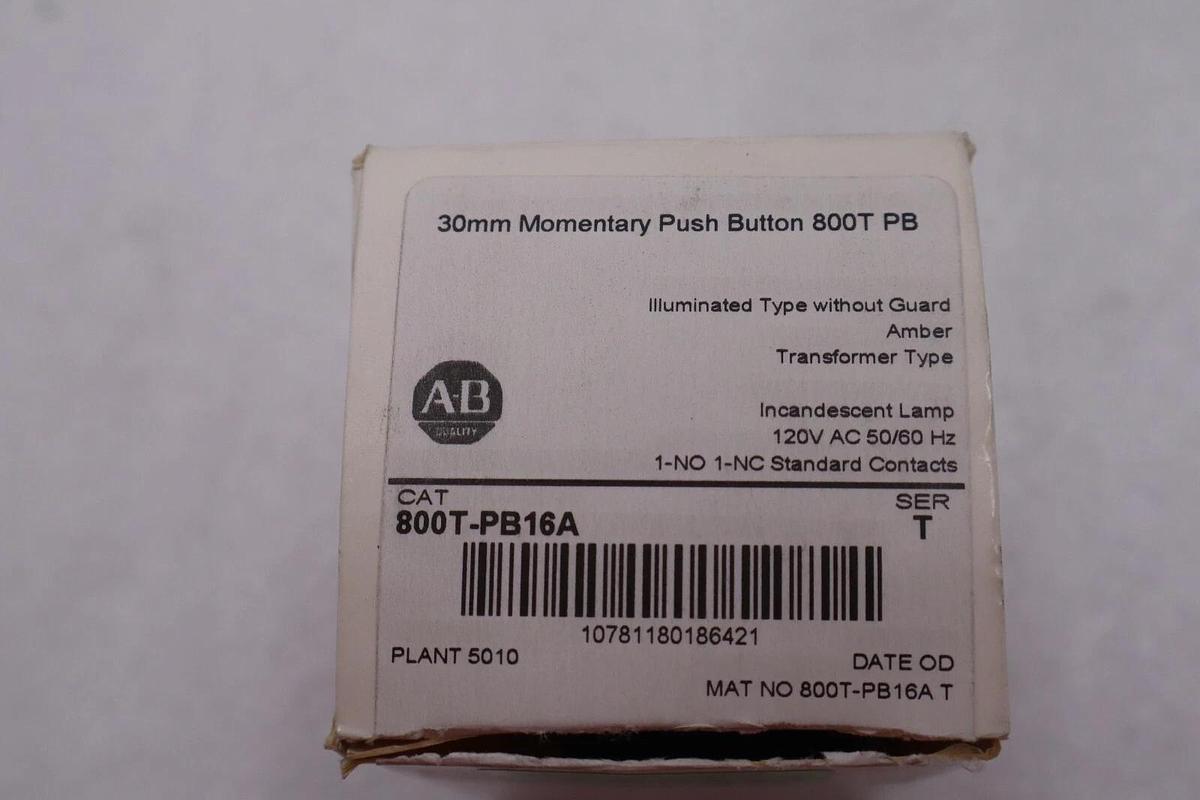 30mm Momentary Push Button 800T PB
Illuminated Type without Guard
Amber
Transformer Type
A-B
QUALITY
Incandescent Lamp
120V AC 50/60 Hz
1-NO 1-NC Standard Contacts
CAT
SER
800T-PB16A
T
10781180186421
PLANT 5010
DATE OD
MAT NO 800T-PB16A T